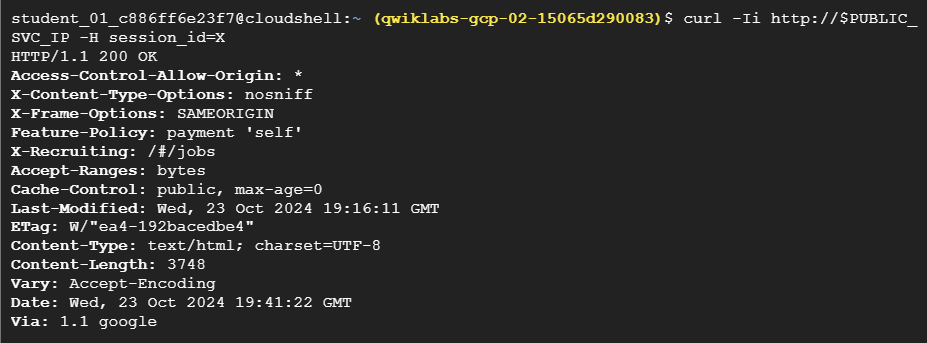 student_01_c886ff6e23f7@cloudshell:~ (qwiklabs-gcp-02-15065d290083)$ curl -Ii http://$PUBLIC_
SVC_IP -H session_id=X
HTTP/1.1 200 OK
Access-Control-Allow-Origin: *
X-Content-Type-Options: nosniff
X-Frame-Options: SAMEORIGIN
Feature-Policy: payment 'self'
X-Recruiting: /#/jobs
Accept-Ranges: bytes
Cache-Control: public, max-age=0
Last-Modified: Wed, 23 Oct 2024 19:16:11 GMT
ETag: W/"ea4-192bacedbe4"
Content-Type: text/html; charset=UTF-8
Content-Length: 3748
Vary: Accept-Encoding
Date: Wed, 23 Oct 2024 19:41:22 GMT
Via: 1.1 google